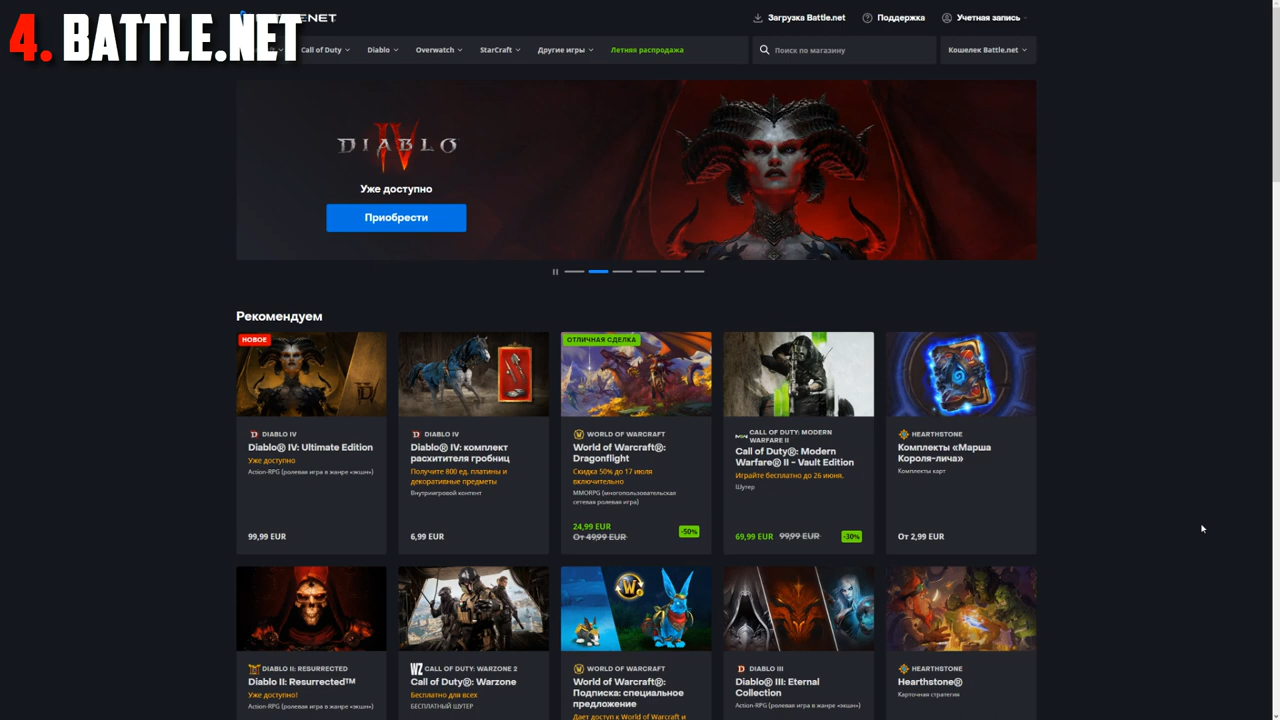 4. BATTLE.NET
Загрузка Battle.net
Поддержка
Учетная запись
Call of Duty
Diablo
Overwatch
StarCraft
Другие игры
Летняя распродажа
Поиск по магазину
Кошелек Battle.net
DIABLO IV
Уже доступно
Приобрести
Рекомендуем
НОВОЕ
DIABLO IV
Diablo® IV: Ultimate Edition
Уже доступно
Action-RPG (ролевая игра в жанре «экшн»)
99,99 EUR
DIABLO IV
Diablo® IV: комплект
расхитителя гробниц
Получите 800 ед. платины и
декоративные предметы
Внутриигровой контент
6,99 EUR
ОТЛИЧНАЯ СДЕЛКА
WORLD OF WARCRAFT
World of Warcraft®:
Dragonflight
Скидка 50% до 17 июля
включительно
MMORPG (многопользовательская
сетевая ролевая игра)
24,99 EUR
От 49,99 EUR
-50%
CALL OF DUTY: MODERN
WARFARE II
Call of Duty®: Modern
Warfare® II - Vault Edition
Играйте бесплатно до 26 июня.
Шутер
69,99 EUR 99,99 EUR
-30%
HEARTHSTONE
Комплекты «Марша
Короля-лича»
Комплекты карт
От 2,99 EUR
DIABLO II: RESURRECTED
Diablo II: Resurrected™
Уже доступно!
Action-RPG (ролевая игра в жанре «экшн»)
WZ CALL OF DUTY: WARZONE 2
Call of Duty®: Warzone
Бесплатно для всех
БЕСПЛАТНЫЙ ШУТЕР
WORLD OF WARCRAFT
World of Warcraft®:
Подписка: специальное
предложение
Дает доступ к World of Warcraft и
DIABLO III
Diablo® III: Eternal
Collection
Action-RPG (ролевая игра в жанре «экшн»)
HEARTHSTONE
Hearthstone®
Карточная стратегия